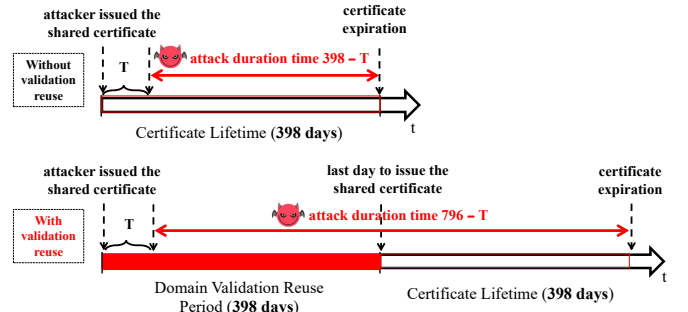 attacker issued the
shared certificate
certificate
expiration
Without
validation
reuse
T
attack duration time 398 – T
Certificate Lifetime (398 days)
t
attacker issued the
shared certificate
last day to issue the
shared certificate
certificate
expiration
With
validation
reuse
T
attack duration time 796 – T
t
Domain Validation Reuse
Period (398 days)
Certificate Lifetime (398 days)